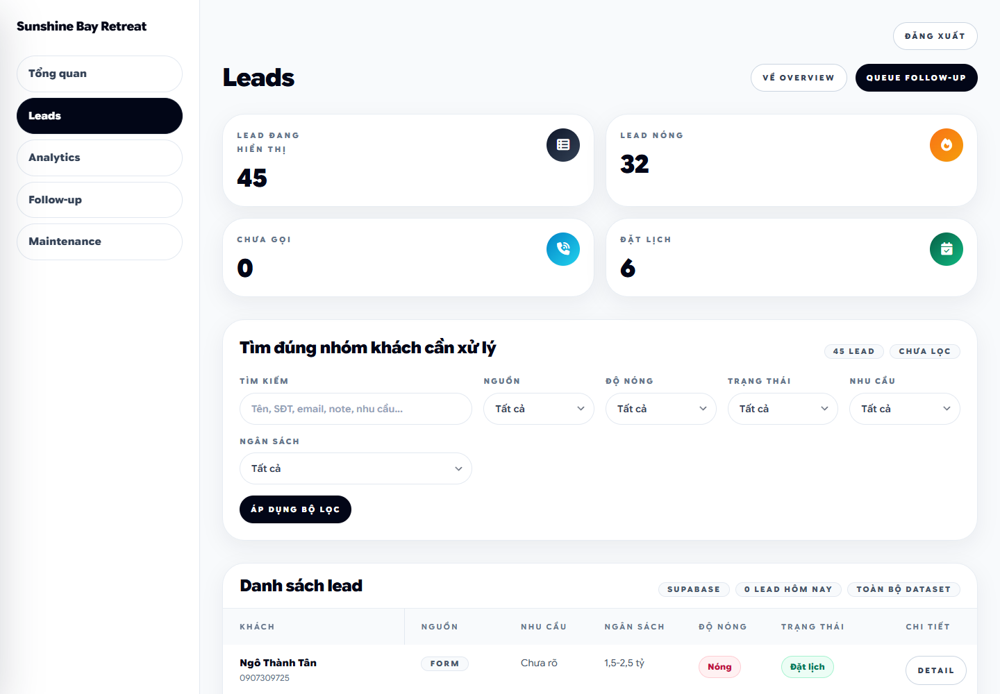 Sunshine Bay Retreat
Tổng quan
Leads
Analytics
Follow-up
Maintenance
ĐĂNG XUẤT
Leads
VỀ OVERVIEW
QUEUE FOLLOW-UP
LEAD ĐANG
HIỂN THỊ
45
LEAD NÓNG
32
CHƯA GỌI
0
ĐẶT LỊCH
6
Tìm đúng nhóm khách cần xử lý
45 LEAD
CHƯA LỌC
TÌM KIẾM
NGUỒN
ĐỘ NÓNG
TRẠNG THÁI
NHU CẦU
Tên, SĐT, email, note, nhu cầu...
Tất cả
Tất cả
Tất cả
Tất cả
NGÂN SÁCH
Tất cả
ÁP DỤNG BỘ LỌC
Danh sách lead
SUPABASE
0 LEAD HÔM NAY
TOÀN BỘ DATASET
KHÁCH
NGUỒN
NHU CẦU
NGÂN SÁCH
ĐỘ NÓNG
TRẠNG THÁI
CHI TIẾT
Ngô Thành Tân
0907309725
FORM
Chưa rõ
1,5-2,5 tỷ
Nóng
Đặt lịch
DETAIL